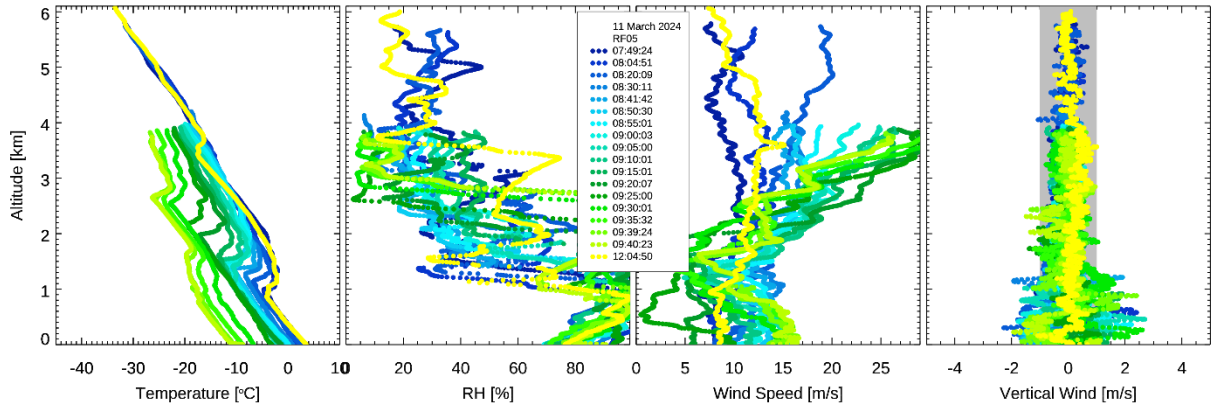 11 March 2024
RF05
07:49:24
08:04:51
08:20:09
08:30:11
08:41:42
08:50:30
08:55:01
09:00:03
09:05:00
09:10:01
09:15:01
09:20:07
09:25:00
09:30:01
09:35:32
09:39:24
09:40:23
12:04:50
Altitude [km]
6
5
4
3
2
1
0
-40 -30 -20 -10 0 10
Temperature [°C]
0 20 40 60 80
RH [%]
0 5 10 15 20 25
Wind Speed [m/s]
-4 -2 0 2 4
Vertical Wind [m/s]